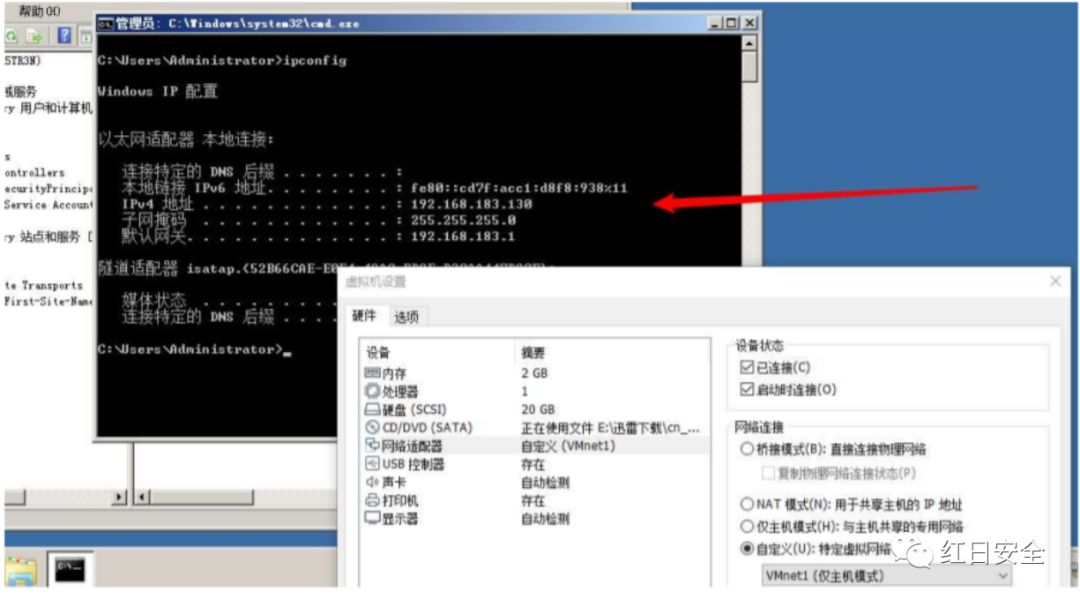 帮助(H)
管理员: C:\Windows\system32\cmd.exe
C:\Users\Administrator>ipconfig
Windows IP 配置
以太网适配器 本地连接:
连接特定的 DNS 后缀 . . . . . . . :
本地链接 IPv6 地址. . . . . . . . : fe80::cd7f:acc1:d8f8:938%11
IPv4 地址 . . . . . . . . . . . . : 192.168.183.130
子网掩码 . . . . . . . . . . . . : 255.255.255.0
默认网关. . . . . . . . . . . . . : 192.168.183.1
隧道适配器 isatap.
媒体状态 . . . . . . .
连接特定的 DNS 后缀 . . . .
C:\Users\Administrator>
STR3N)
域服务
ry 用户和计算机
s
ontrollers
ecurityPrincip
Service Account
ry 站点和服务 [
te Transports
First-Site-Name
虚拟机设置
硬件
选项
设备
摘要
内存
2 GB
处理器
1
硬盘 (SCSI)
20 GB
CD/DVD (SATA)
正在使用文件 E:\迅雷下载\cn_...
网络适配器
自定义 (VMnet1)
USB 控制器
存在
声卡
自动检测
打印机
存在
显示器
自动检测
设备状态
已连接(C)
启动时连接(O)
网络连接
桥接模式(B): 直接连接物理网络
复制物理网络连接状态(P)
NAT 模式(N): 用于共享主机的 IP 地址
仅主机模式(H): 与主机共享的专用网络
自定义(U): 特定虚拟网络
VMnet1 (仅主机模式)
红日安全